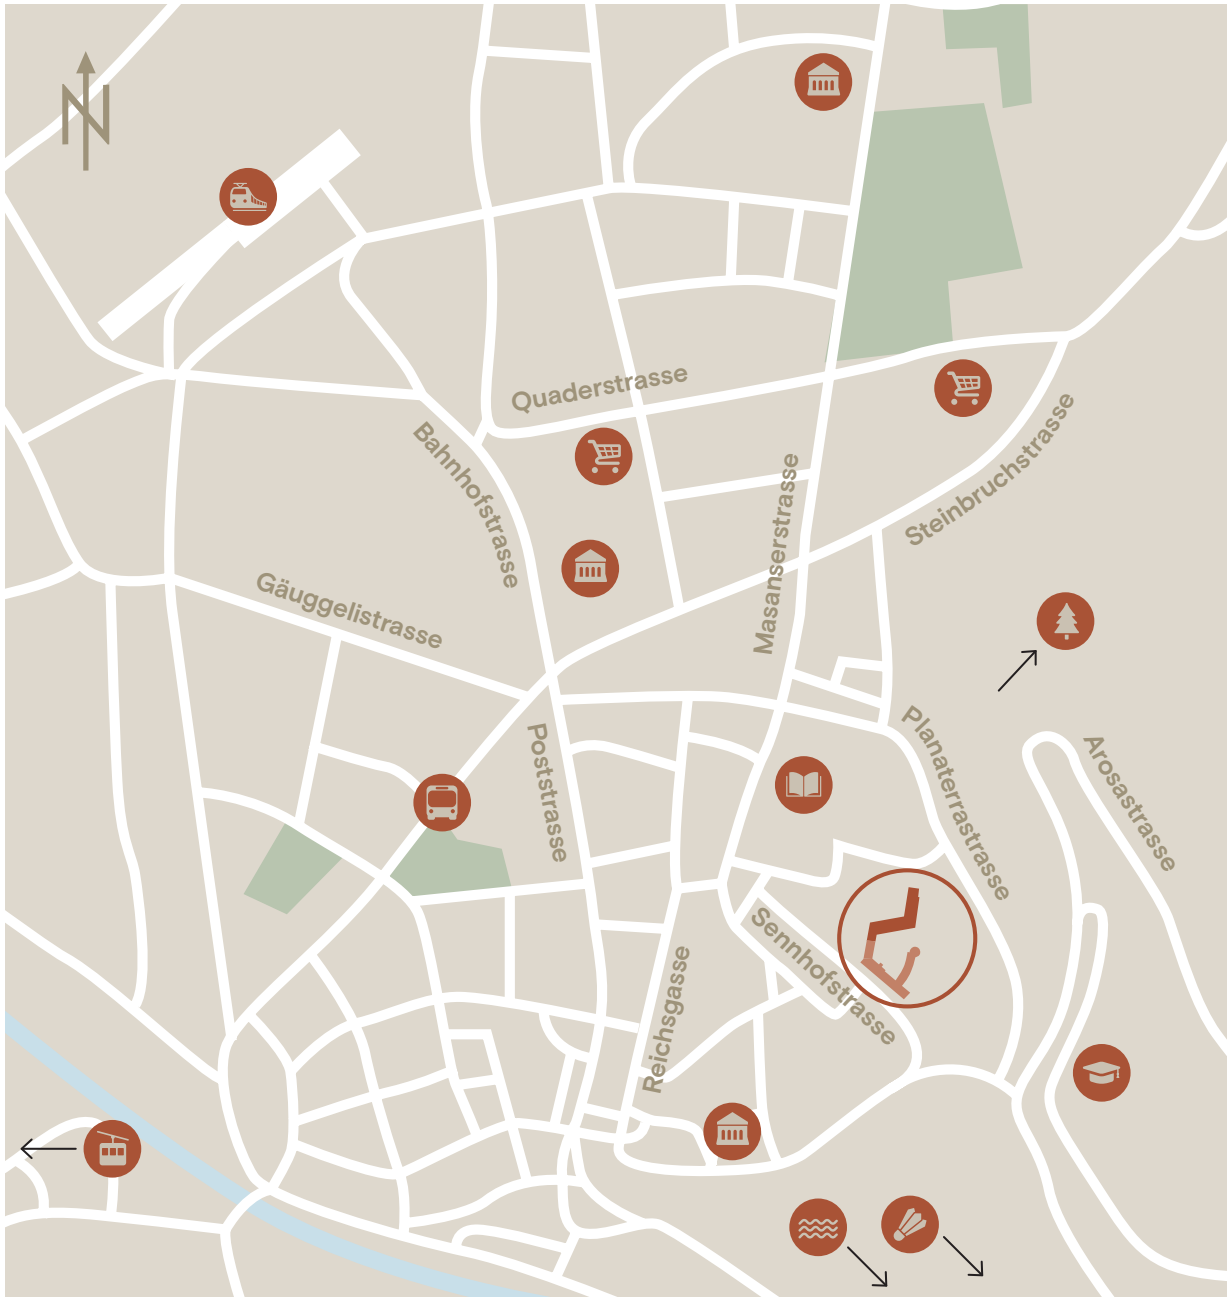 N
Quaderstrasse
Bahnhofstrasse
Masanserstrasse
Steinbruchstrasse
Gäuggelistrasse
Poststrasse
Planaterrastrasse
Arosastrasse
Sennhofstrasse
Reichsgasse